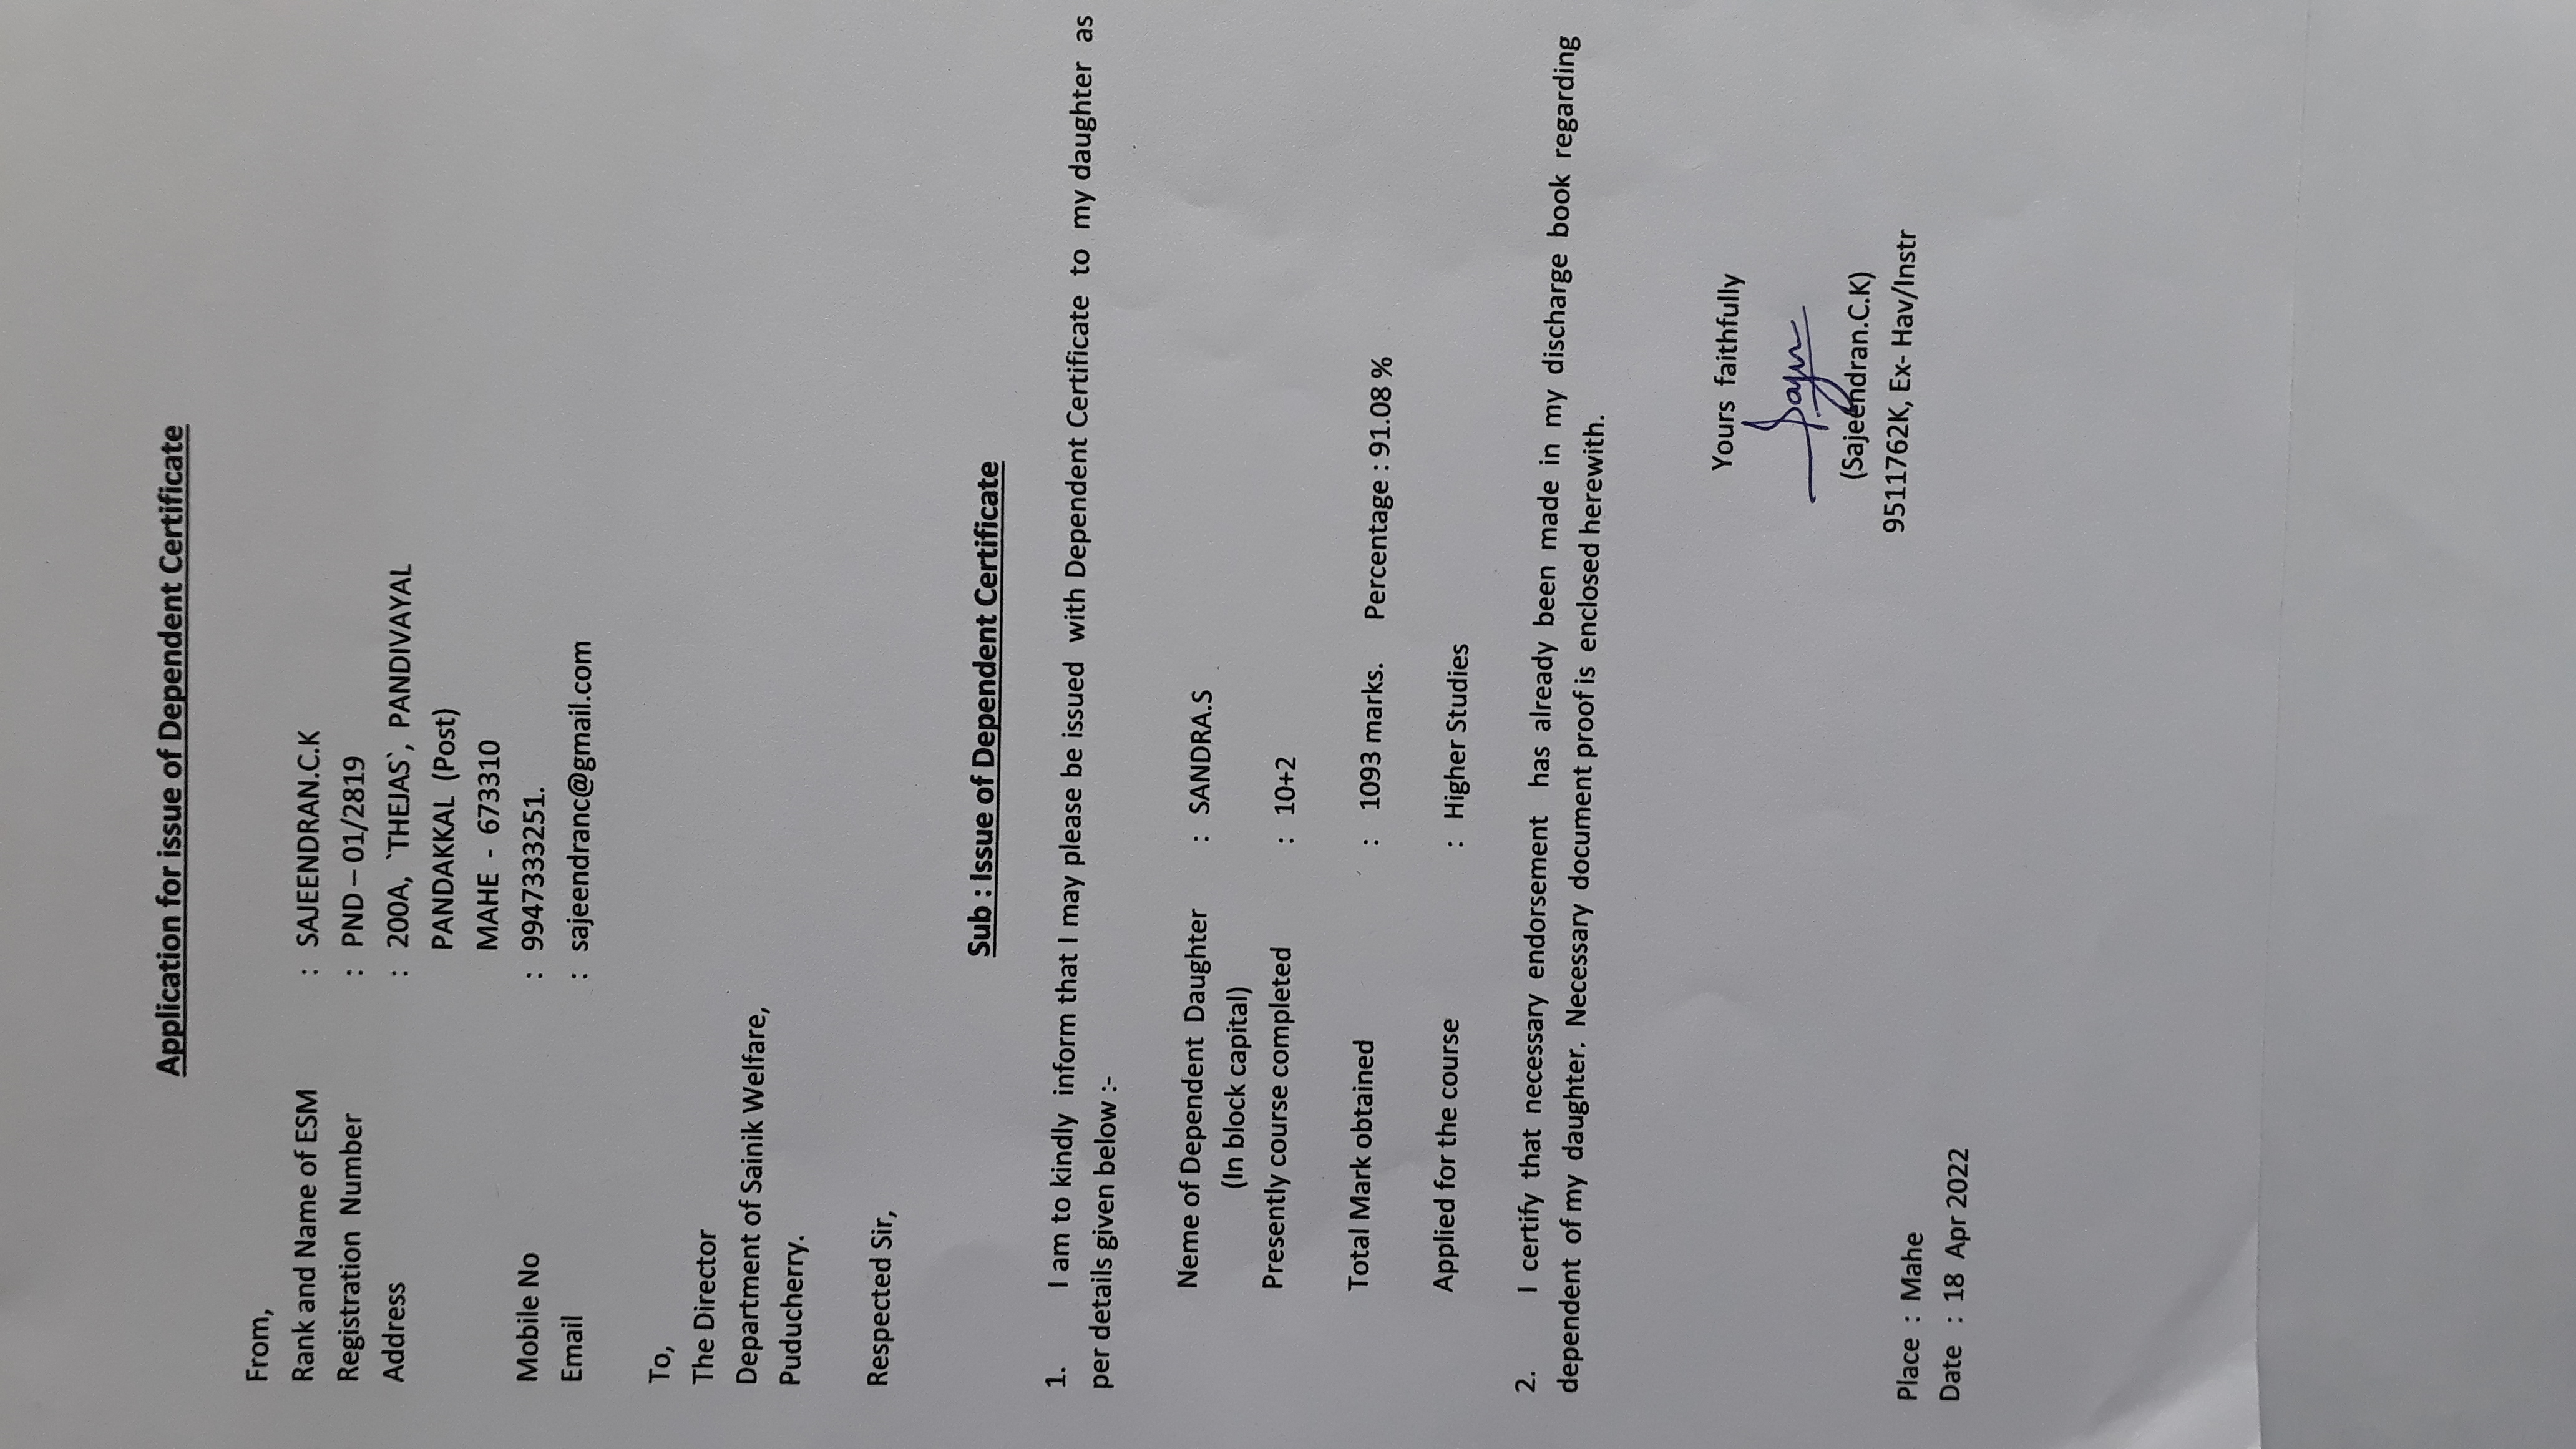 Application for issue of Dependent Certificate
From,
Rank and Name of ESM : SAJEENDRAN.C.K
Registration Number : PND – 01/2819
Address : 200A, `THEJAS`, PANDIVAYAL
PANDAKKAL (Post)
MAHE - 673310
Mobile No : 9947333251.
Email : sajeendranc@gmail.com
To,
The Director
Department of Sainik Welfare,
Puducherry.
Respected Sir,
Sub : Issue of Dependent Certificate
1. I am to kindly inform that I may please be issued with Dependent Certificate to my daughter as
per details given below :-
Neme of Dependent Daughter : SANDRA.S
(In block capital)
Presently course completed : 10+2
Total Mark obtained : 1093 marks. Percentage : 91.08 %
Applied for the course : Higher Studies
2. I certify that necessary endorsement has already been made in my discharge book regarding
dependent of my daughter. Necessary document proof is enclosed herewith.
Yours faithfully
(Sajeendran.C.K)
9511762K, Ex- Hav/Instr
Place : Mahe
Date : 18 Apr 2022